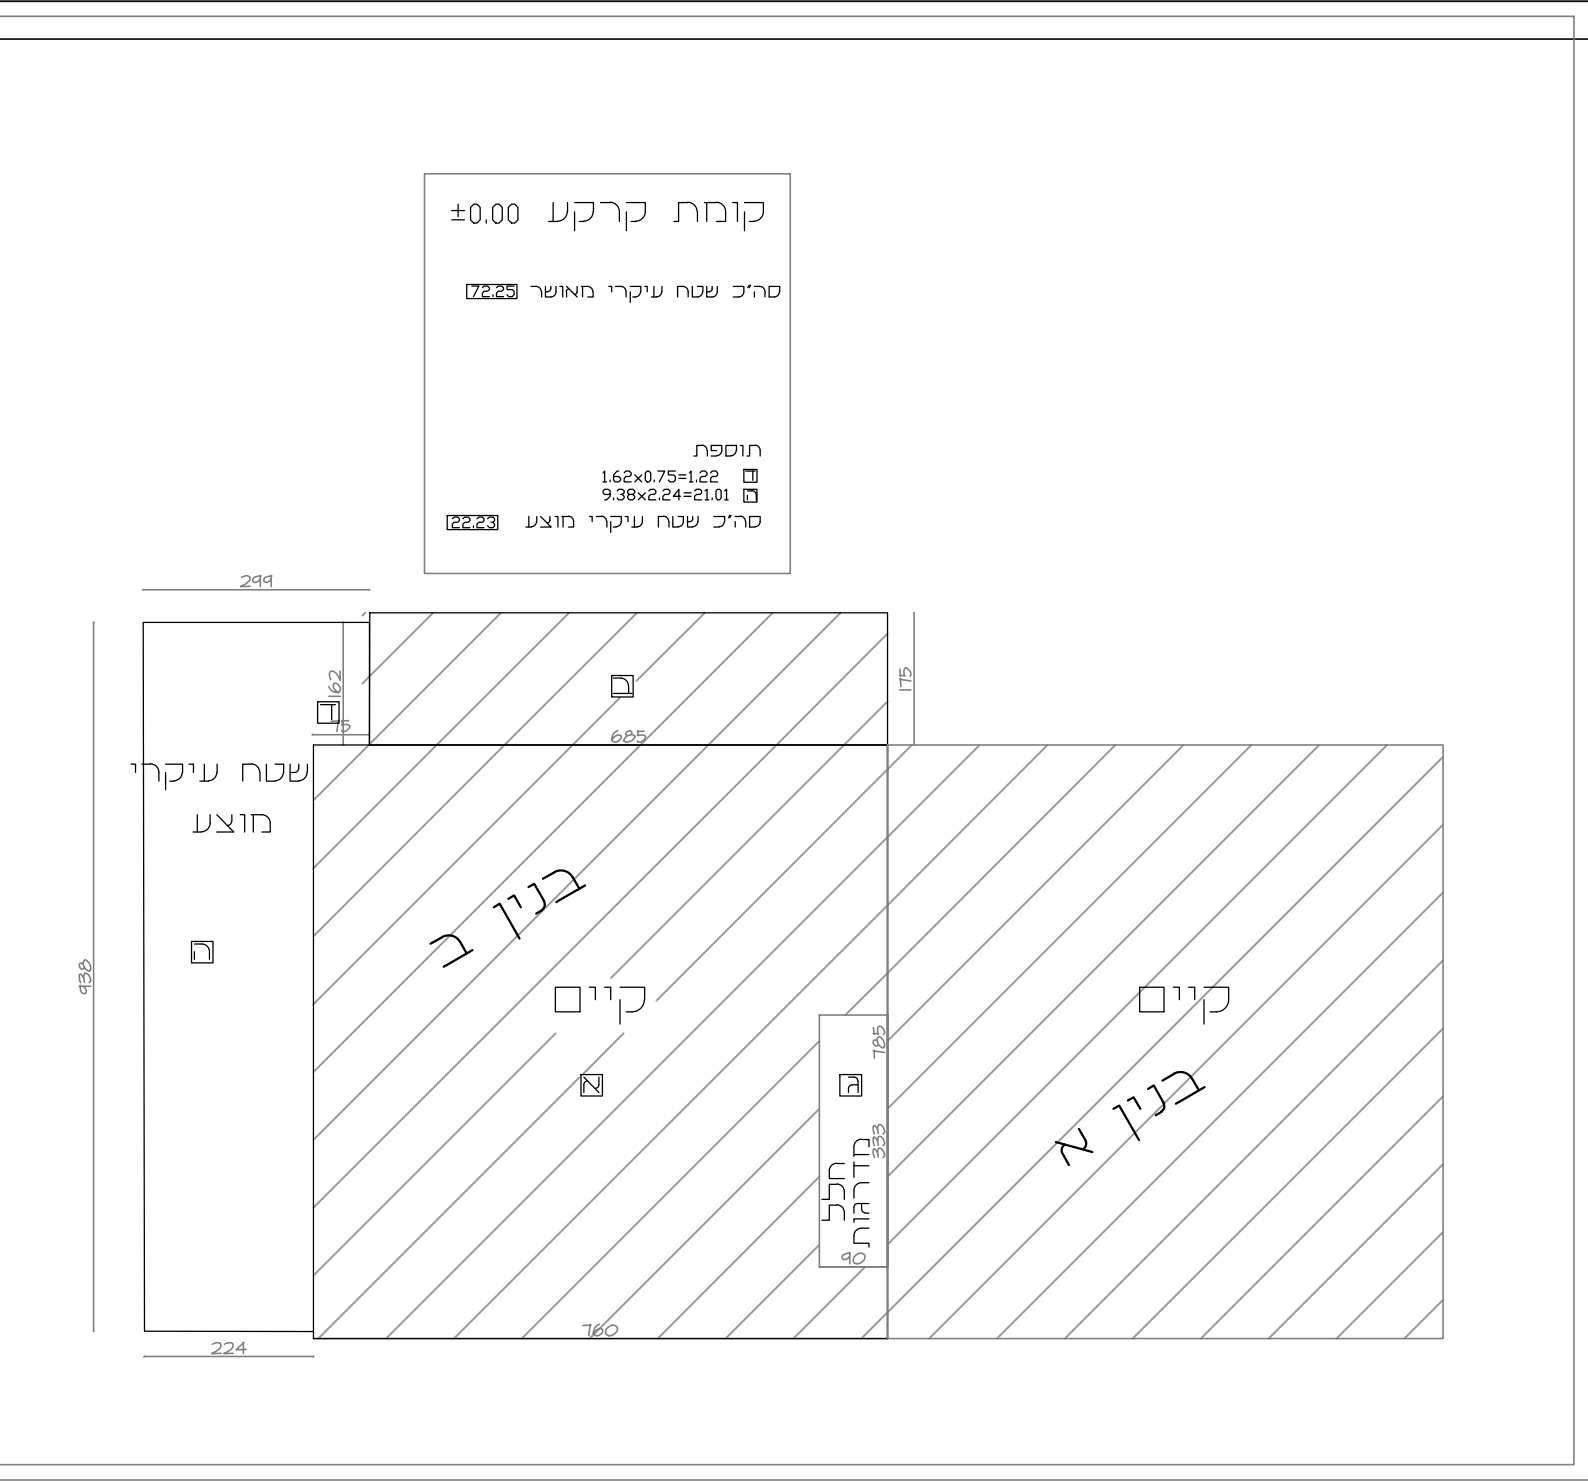 קומת קרקע ±0.00
סה"כ שטח עיקרי מאושר 72.25
תוספת
ד 1.62x0.75=1.22
ה 9.38x2.24=21.01
סה"כ שטח עיקרי מוצע 22.23
299
162
175
ב
ד
75
685
שטח עיקרי
מוצע
בנין ב
ה
938
קיים
קיים
785
א
ג
בנין א
333
חלל
מדרגות
90
760
224